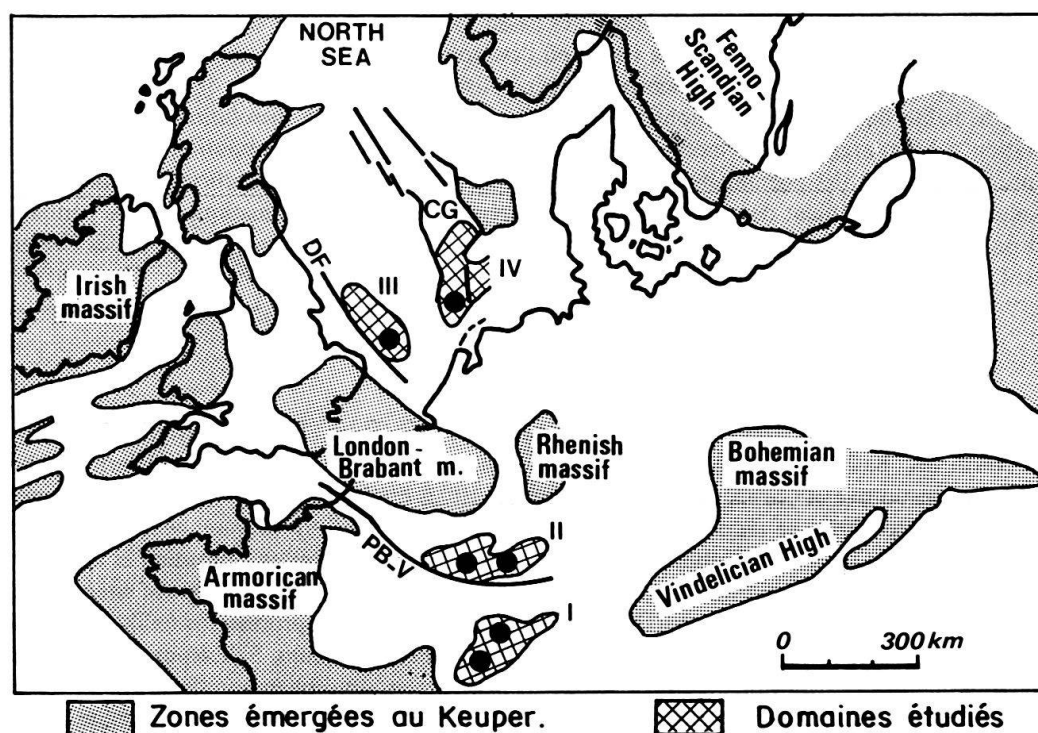 NORTH
SEA
Fenno-
Scandian
High
CG
DF
III
IV
Irish
massif
London-
Brabant m.
Rhenish
massif
Bohemian
massif
PB-V
II
Armorican
massif
Vindelician High
I
0 300 km
Zones émergées au Keuper.
Domaines étudiés